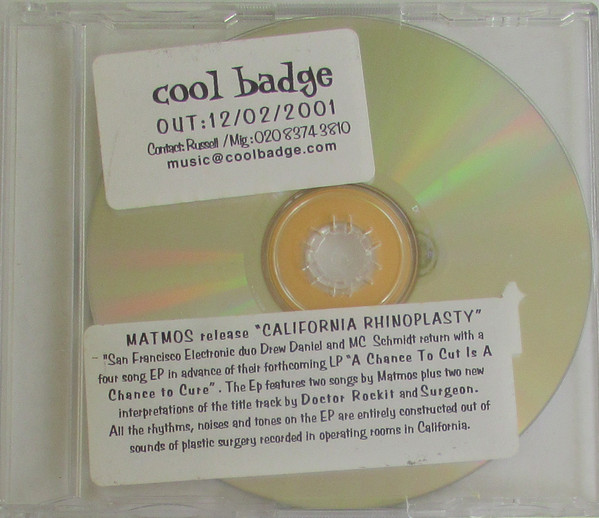 cool badge
OUT:12/02/2001
Contact: Russell / Mig : 020 8374 3810
music@coolbadge.com
MATMOS release "CALIFORNIA RHINOPLASTY"
- "San Francisco Electronic duo Drew Daniel and MC Schmidt return with a
four song EP in advance of their forthcoming LP "A Chance To Cut Is A
Chance to Cure". The Ep features two songs by Matmos plus two new
interpretations of the title track by Doctor Rockit and Surgeon.
All the rhythms, noises and tones on the EP are entirely constructed out of
sounds of plastic surgery recorded in operating rooms in California.